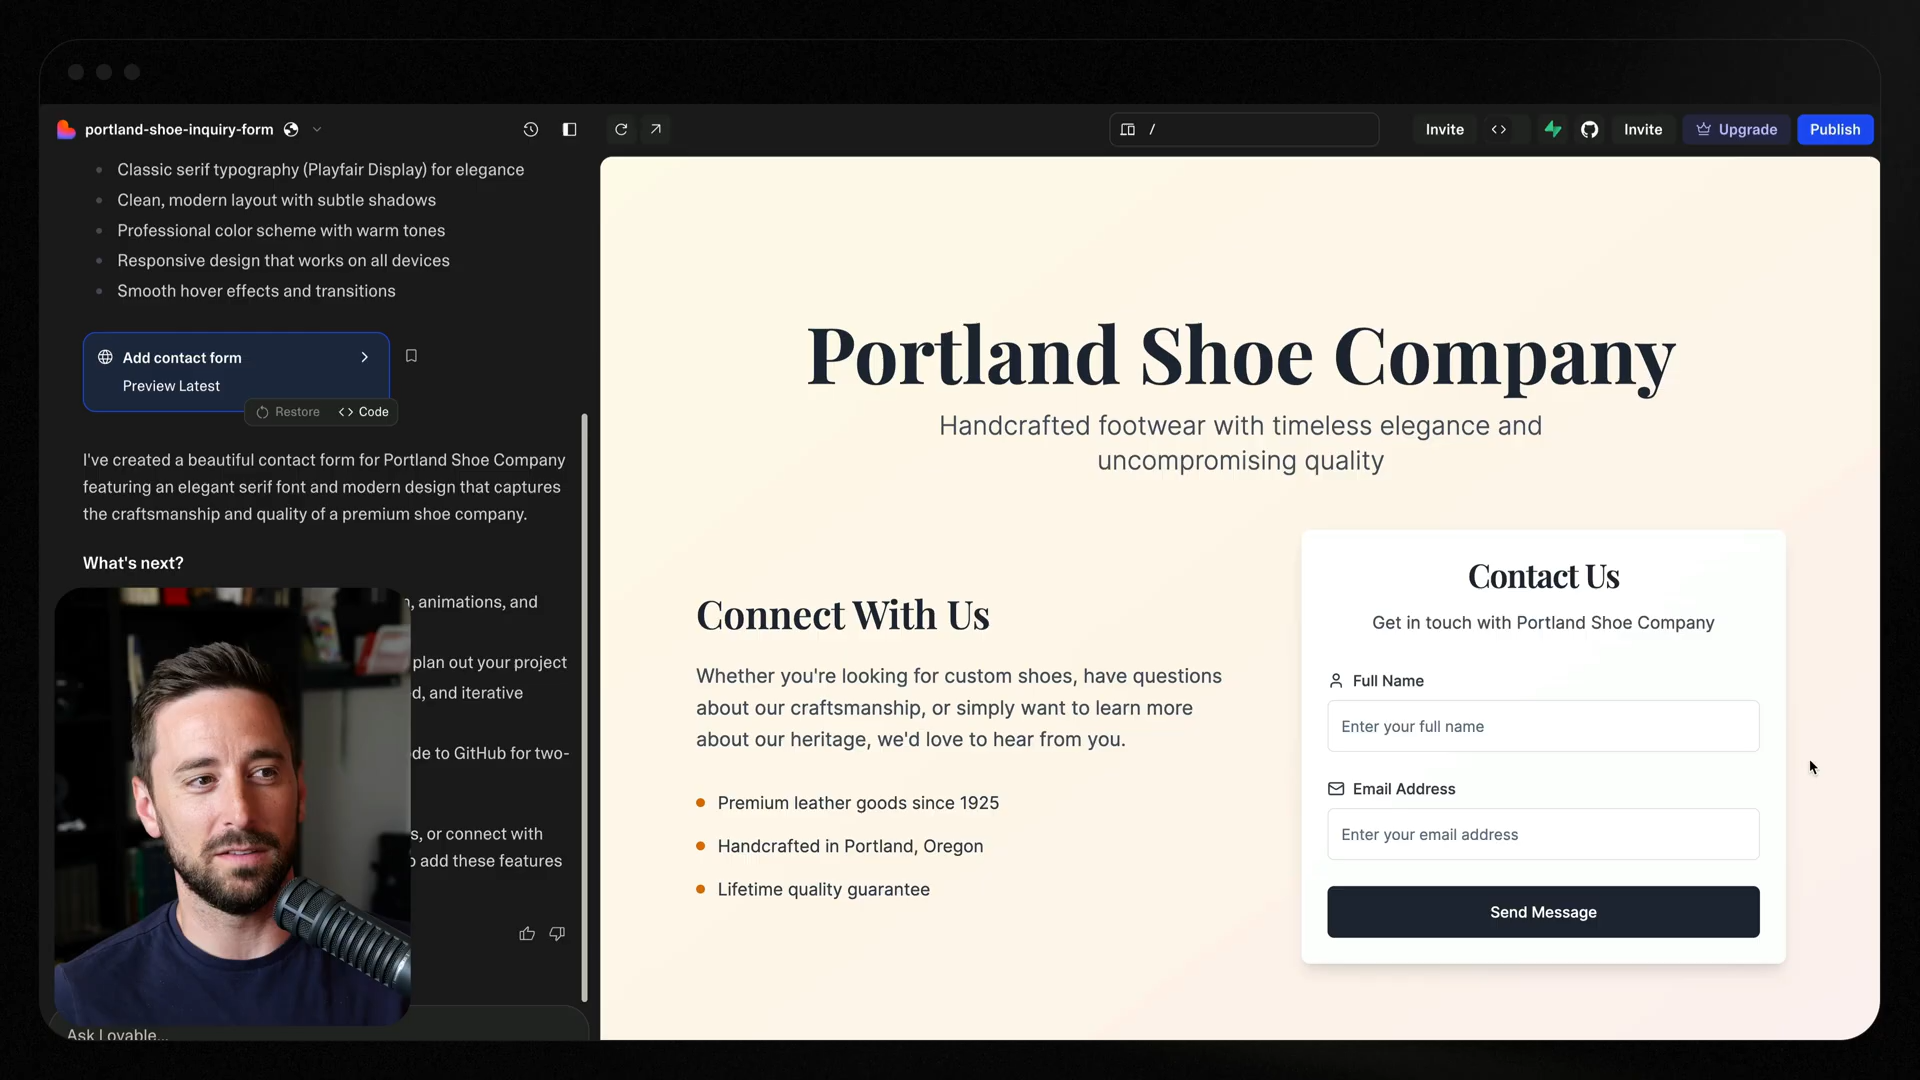 portland-shoe-inquiry-form
/
Invite
Invite
Upgrade
Publish
Classic serif typography (Playfair Display) for elegance
Clean, modern layout with subtle shadows
Professional color scheme with warm tones
Responsive design that works on all devices
Smooth hover effects and transitions
Add contact form
Preview Latest
Restore
Code
I've created a beautiful contact form for Portland Shoe Company
featuring an elegant serif font and modern design that captures
the craftsmanship and quality of a premium shoe company.
What's next?
, animations, and
plan out your project
d, and iterative
de to GitHub for two-
s, or connect with
add these features
Ask Lovable...
Portland Shoe Company
Handcrafted footwear with timeless elegance and
uncompromising quality
Connect With Us
Whether you're looking for custom shoes, have questions
about our craftsmanship, or simply want to learn more
about our heritage, we'd love to hear from you.
Premium leather goods since 1925
Handcrafted in Portland, Oregon
Lifetime quality guarantee
Contact Us
Get in touch with Portland Shoe Company
Full Name
Enter your full name
Email Address
Enter your email address
Send Message